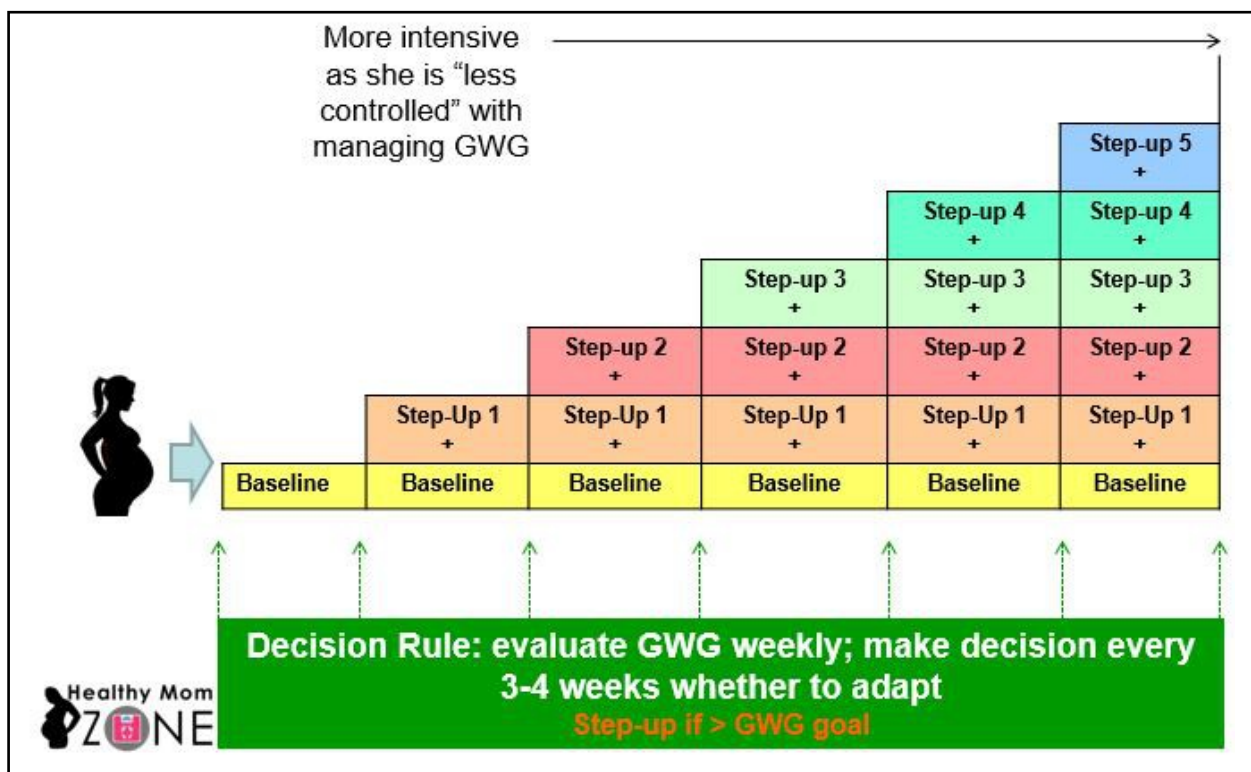 More intensive
as she is “less
controlled” with
managing GWG
Step-up 5
+
Step-up 4
+
Step-up 4
+
Step-up 3
+
Step-up 3
+
Step-up 3
+
Step-up 2
+
Step-up 2
+
Step-up 2
+
Step-up 2
+
Step-Up 1
+
Step-Up 1
+
Step-Up 1
+
Step-Up 1
+
Step-Up 1
+
Baseline
Baseline
Baseline
Baseline
Baseline
Baseline
Decision Rule: evaluate GWG weekly; make decision every
3-4 weeks whether to adapt
Step-up if > GWG goal
Healthy Mom
ZONE